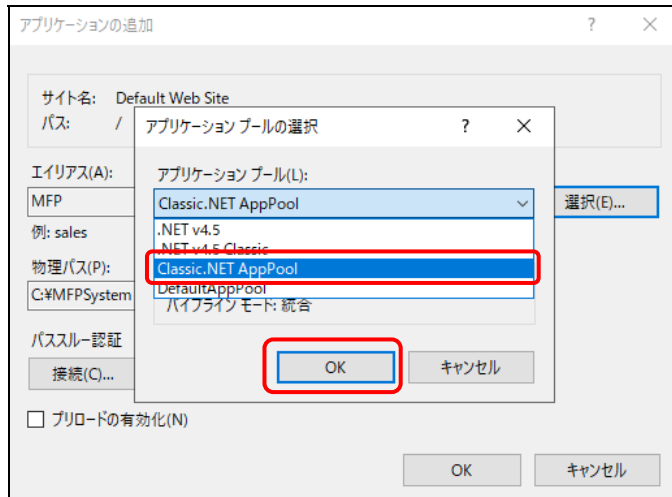 アプリケーションの追加
サイト名: Default Web Site
パス: /
アプリケーション プールの選択
アプリケーション プール(L):
Classic.NET AppPool
.NET v4.5
.NET v4.5 Classic
Classic.NET AppPool
DefaultAppPool
パイプライン モード: 統合
OK
キャンセル
エイリアス(A):
MFP
選択(E)...
例: sales
物理パス(P):
C:¥MFPSystem
パススルー認証
接続(C)...
プリロードの有効化(N)
OK
キャンセル